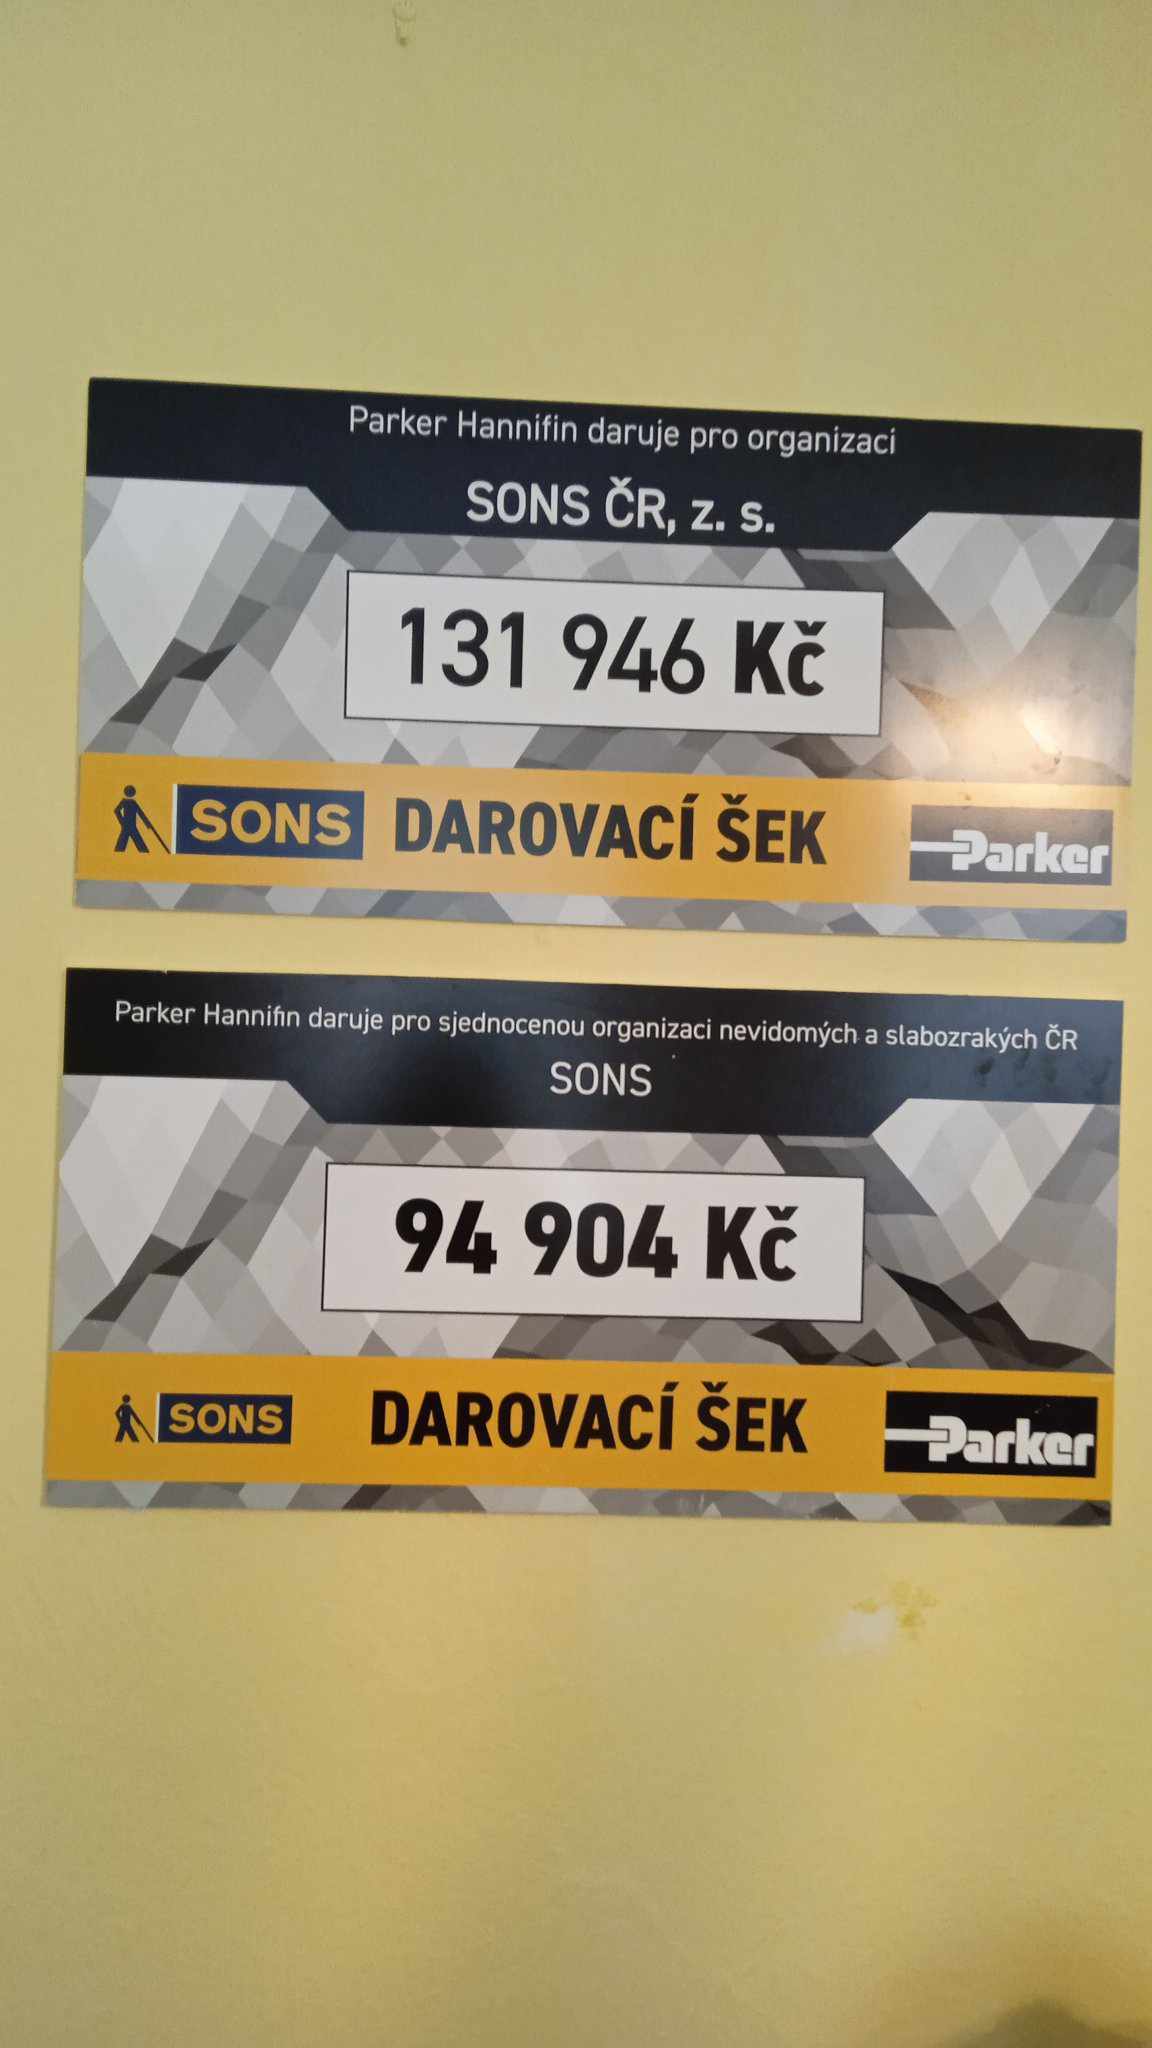 Parker Hannifin daruje pro organizaci
SONS ČR, z. s.
131 946 Kč
SONS DAROVACÍ ŠEK Parker
Parker Hannifin daruje pro sjednocenou organizaci nevidomých a slabozrakých ČR
SONS
94 904 Kč
SONS DAROVACÍ ŠEK Parker